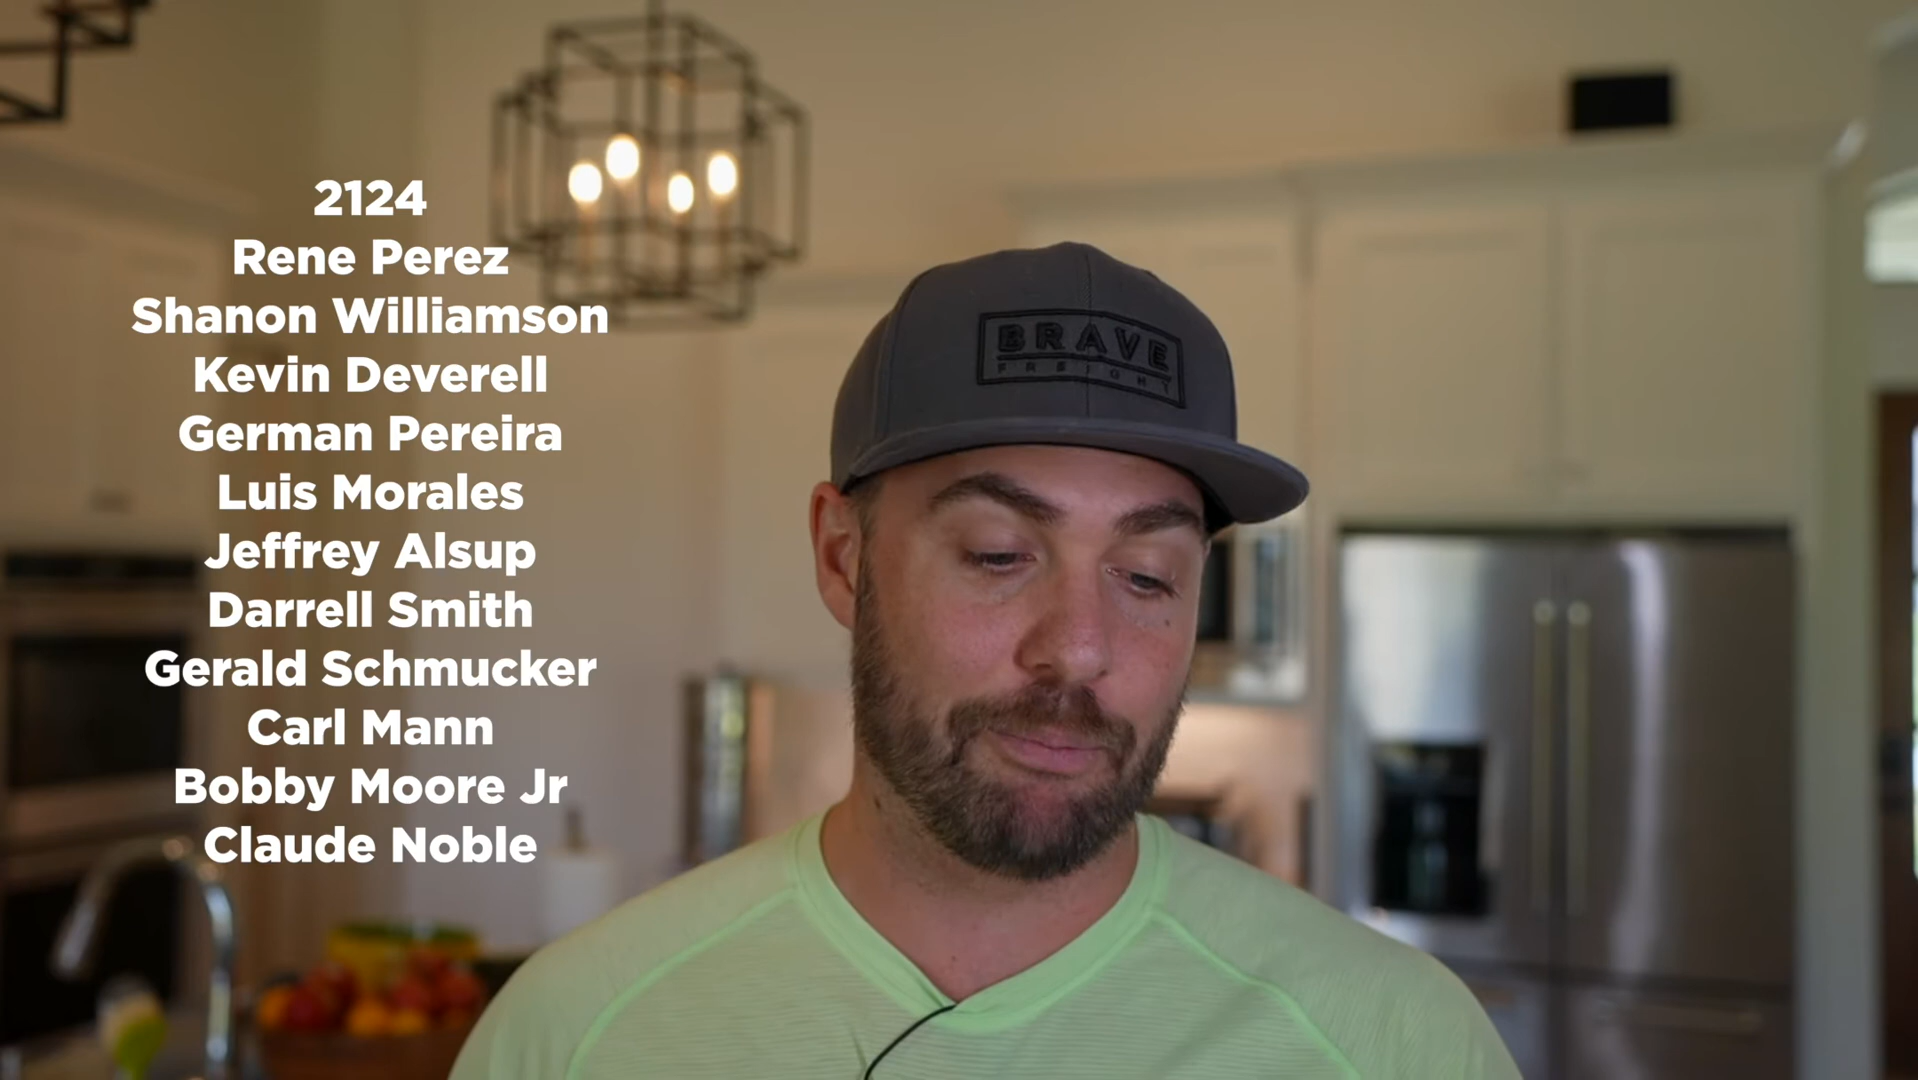 2124
Rene Perez
Shanon Williamson
Kevin Deverell
German Pereira
Luis Morales
Jeffrey Alsup
Darrell Smith
Gerald Schmucker
Carl Mann
Bobby Moore Jr
Claude Noble
BRAVE
FREIGHT